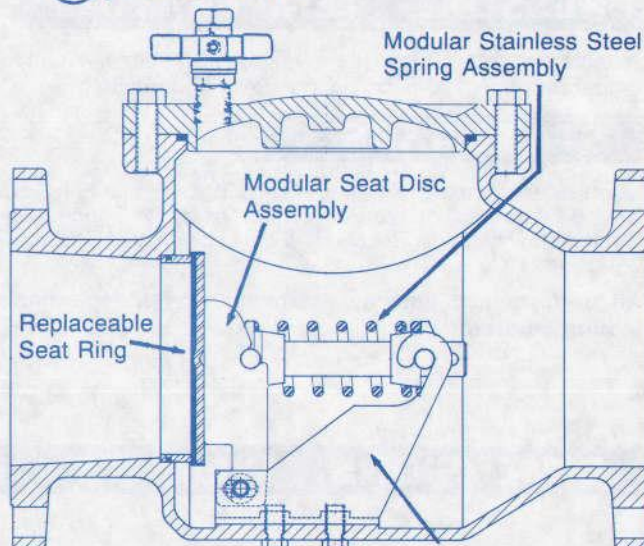 Modular Stainless Steel
Spring Assembly
Modular Seat Disc
Assembly
Replaceable
Seat Ring